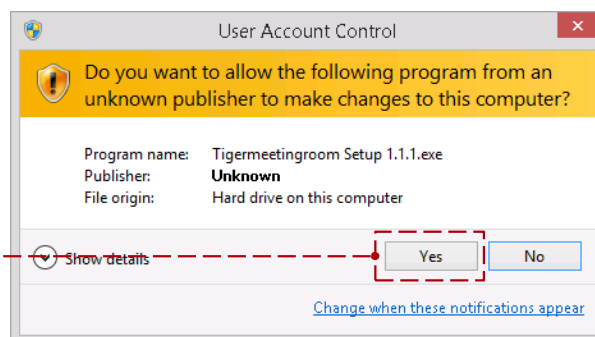 User Account Control
Do you want to allow the following program from an
unknown publisher to make changes to this computer?
Program name: Tigermeetingroom Setup 1.1.1.exe
Publisher: Unknown
File origin: Hard drive on this computer
Show details Yes No
Change when these notifications appear